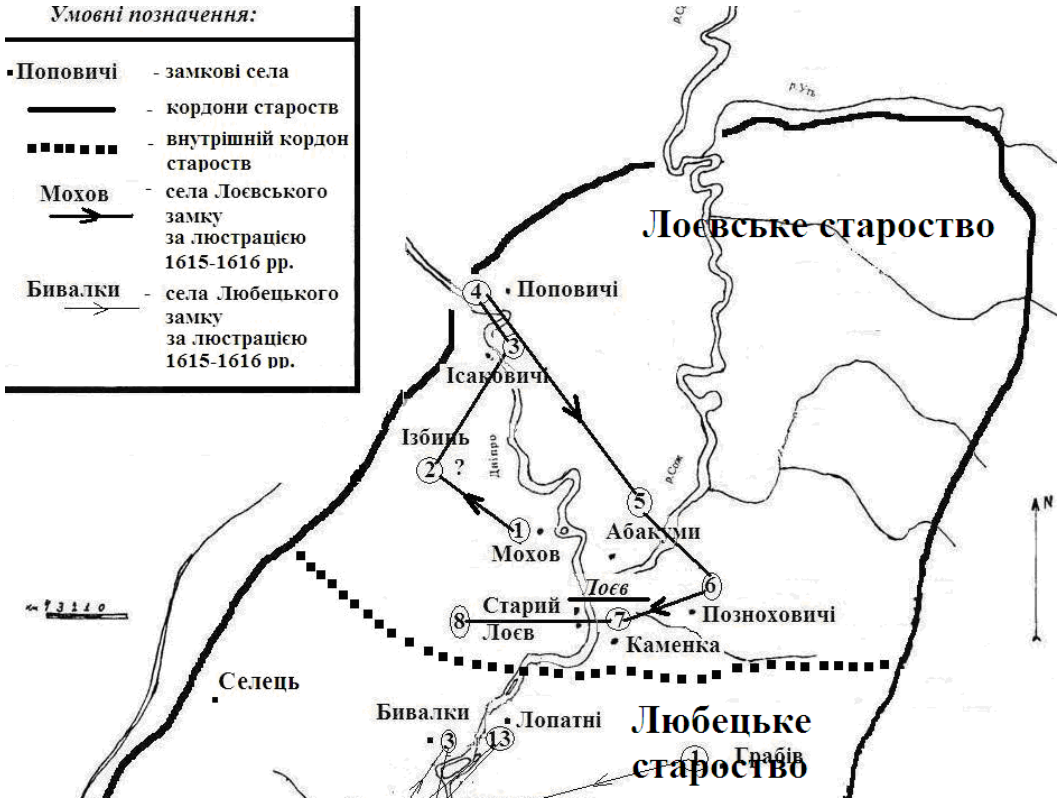 Умовні позначення:
Поповичі - замкові села
- кордони староств
- внутрішній кордон
староств
Мохов - села Лоєвського
замку
за люстрацією
1615-1616 рр.
Бивалки - села Любецького
замку
за люстрацією
1615-1616 рр.
р.Уть
Лоєвське староство
4 Поповичі
3
Ісаковичі
Ізбинь
2 ?
Дніпро
р.Сож
5
1
Мохов
Абакуми
N
6
Лоєв
Старий
Лоєв
8
7
Позноховичі
Каменка
Селець
Бивалки
3
Лопатні
13
Любецьке
староство
1 Грабів